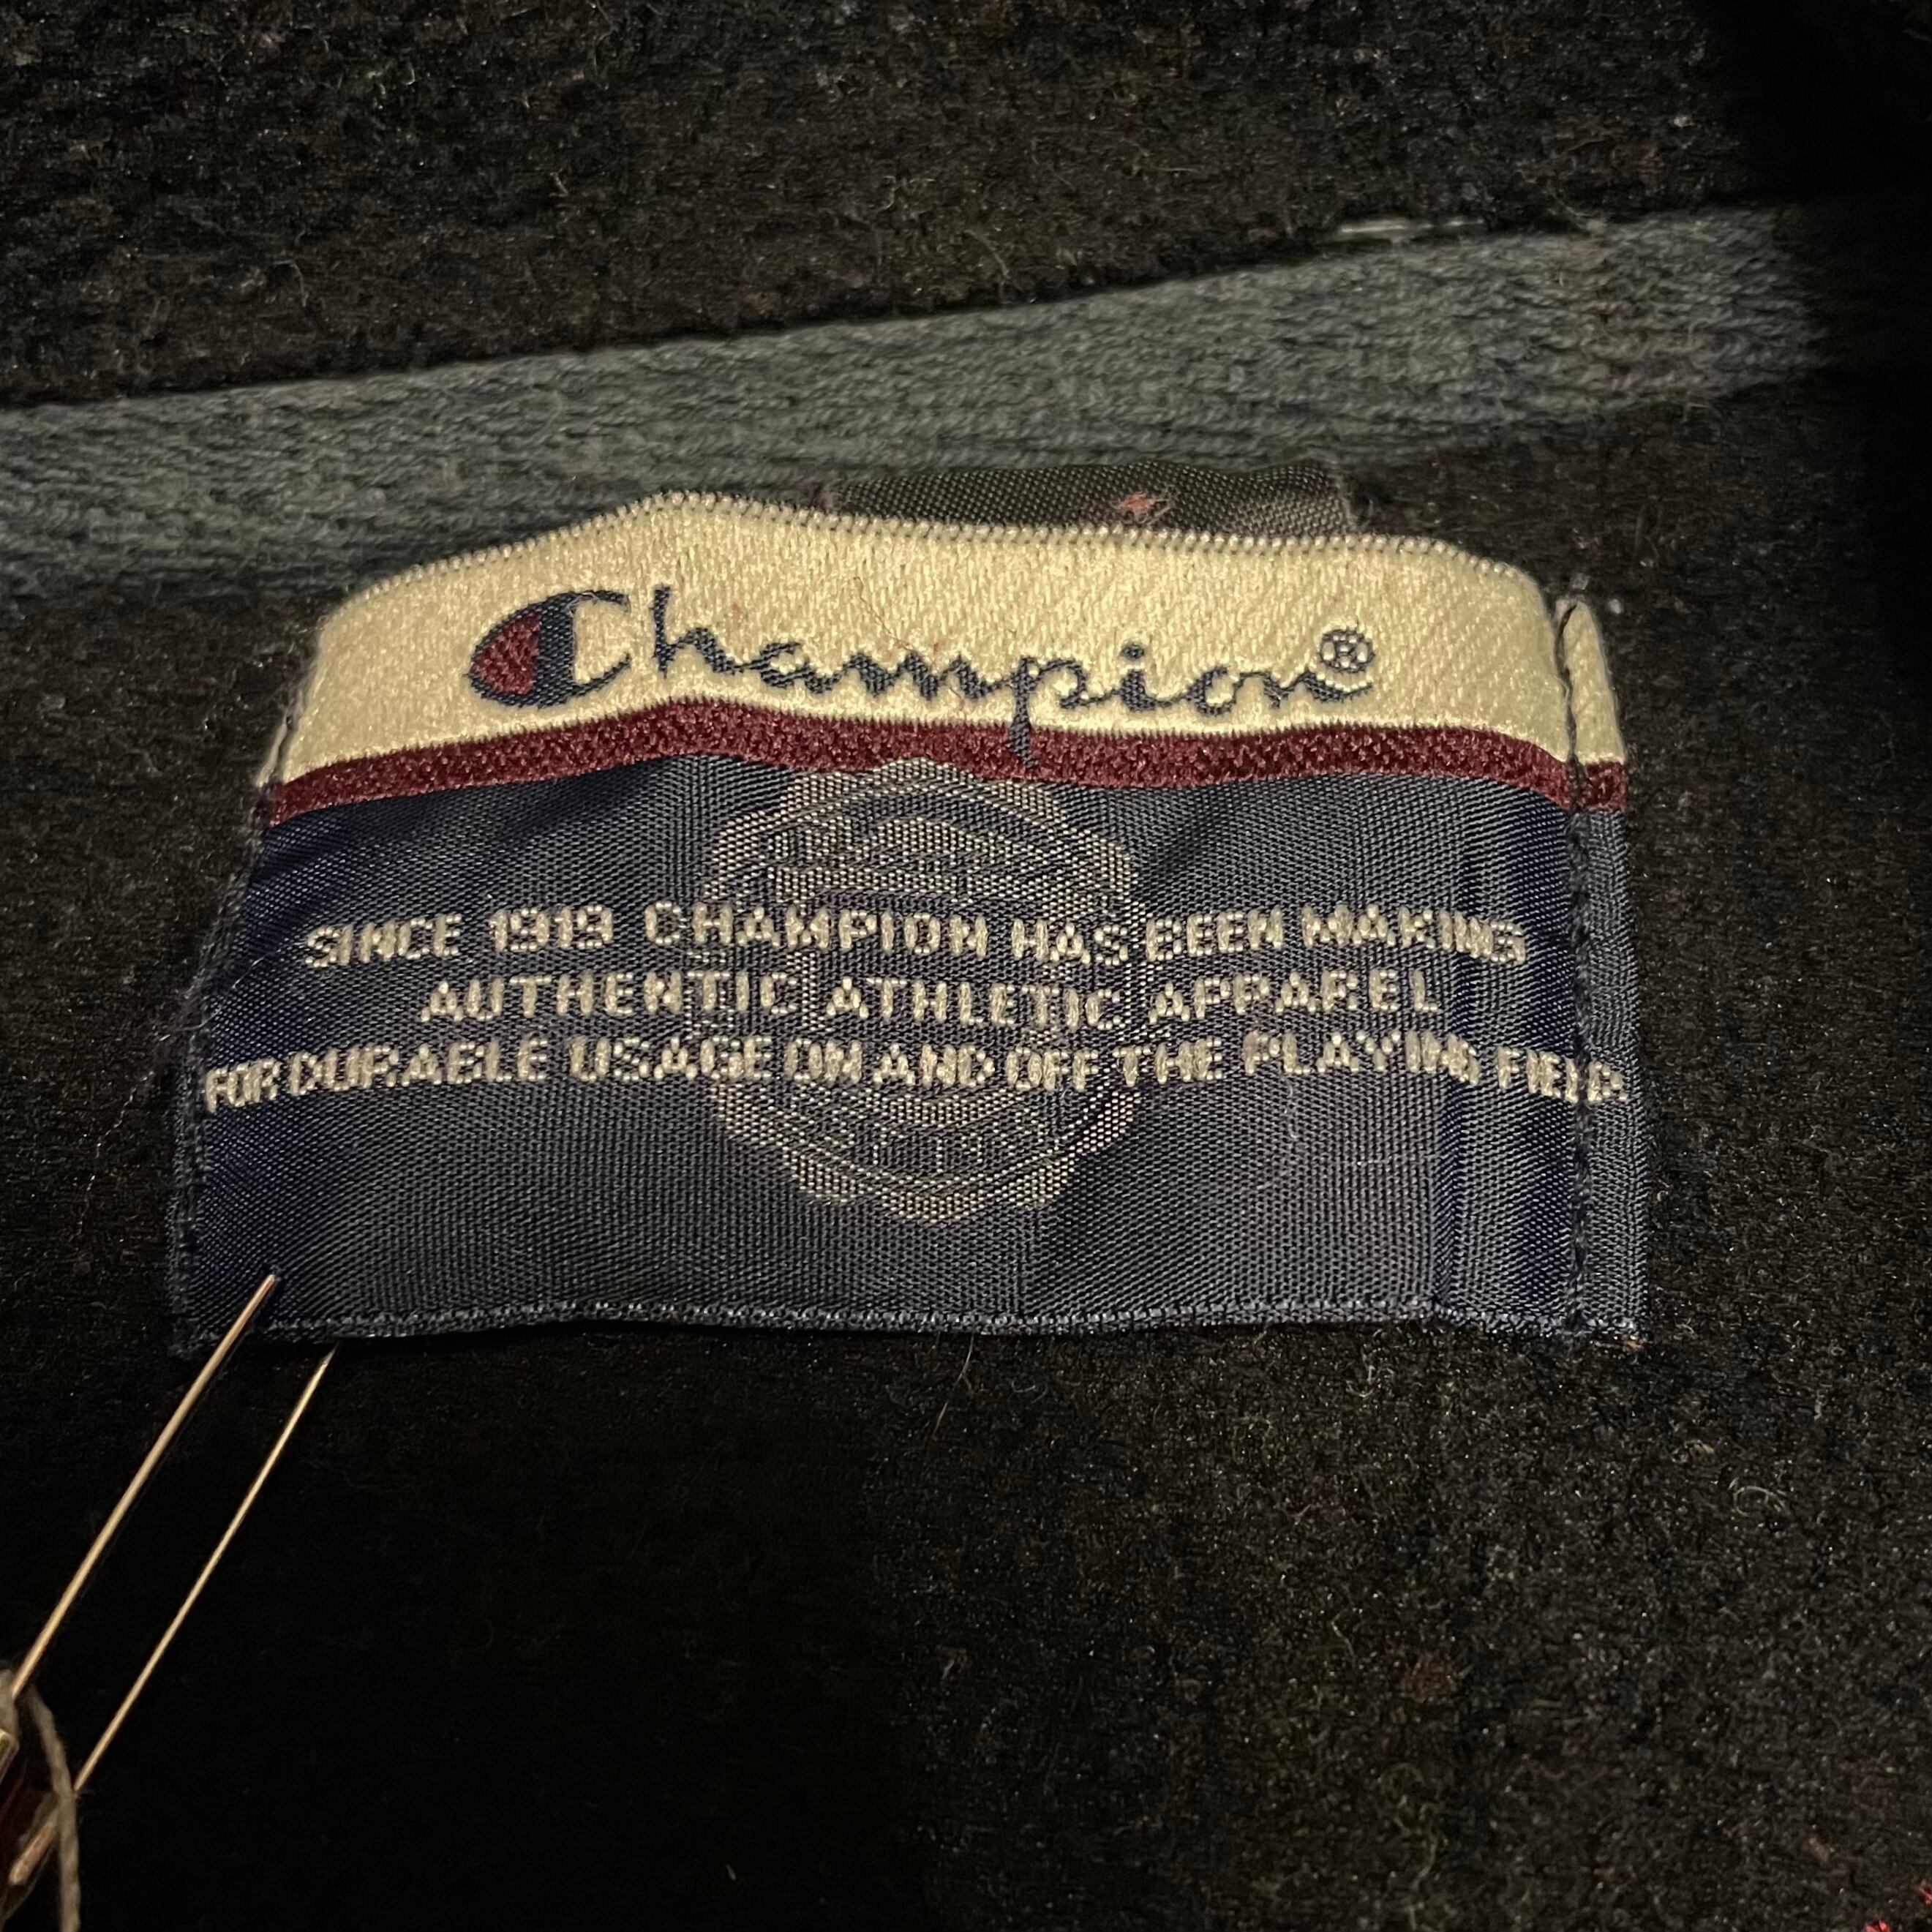 Champion®
SINCE 1919 CHAMPION HAS BEEN MAKING
AUTHENTIC ATHLETIC APPAREL
FOR DURABLE USAGE ON AND OFF THE PLAYING FIELD.